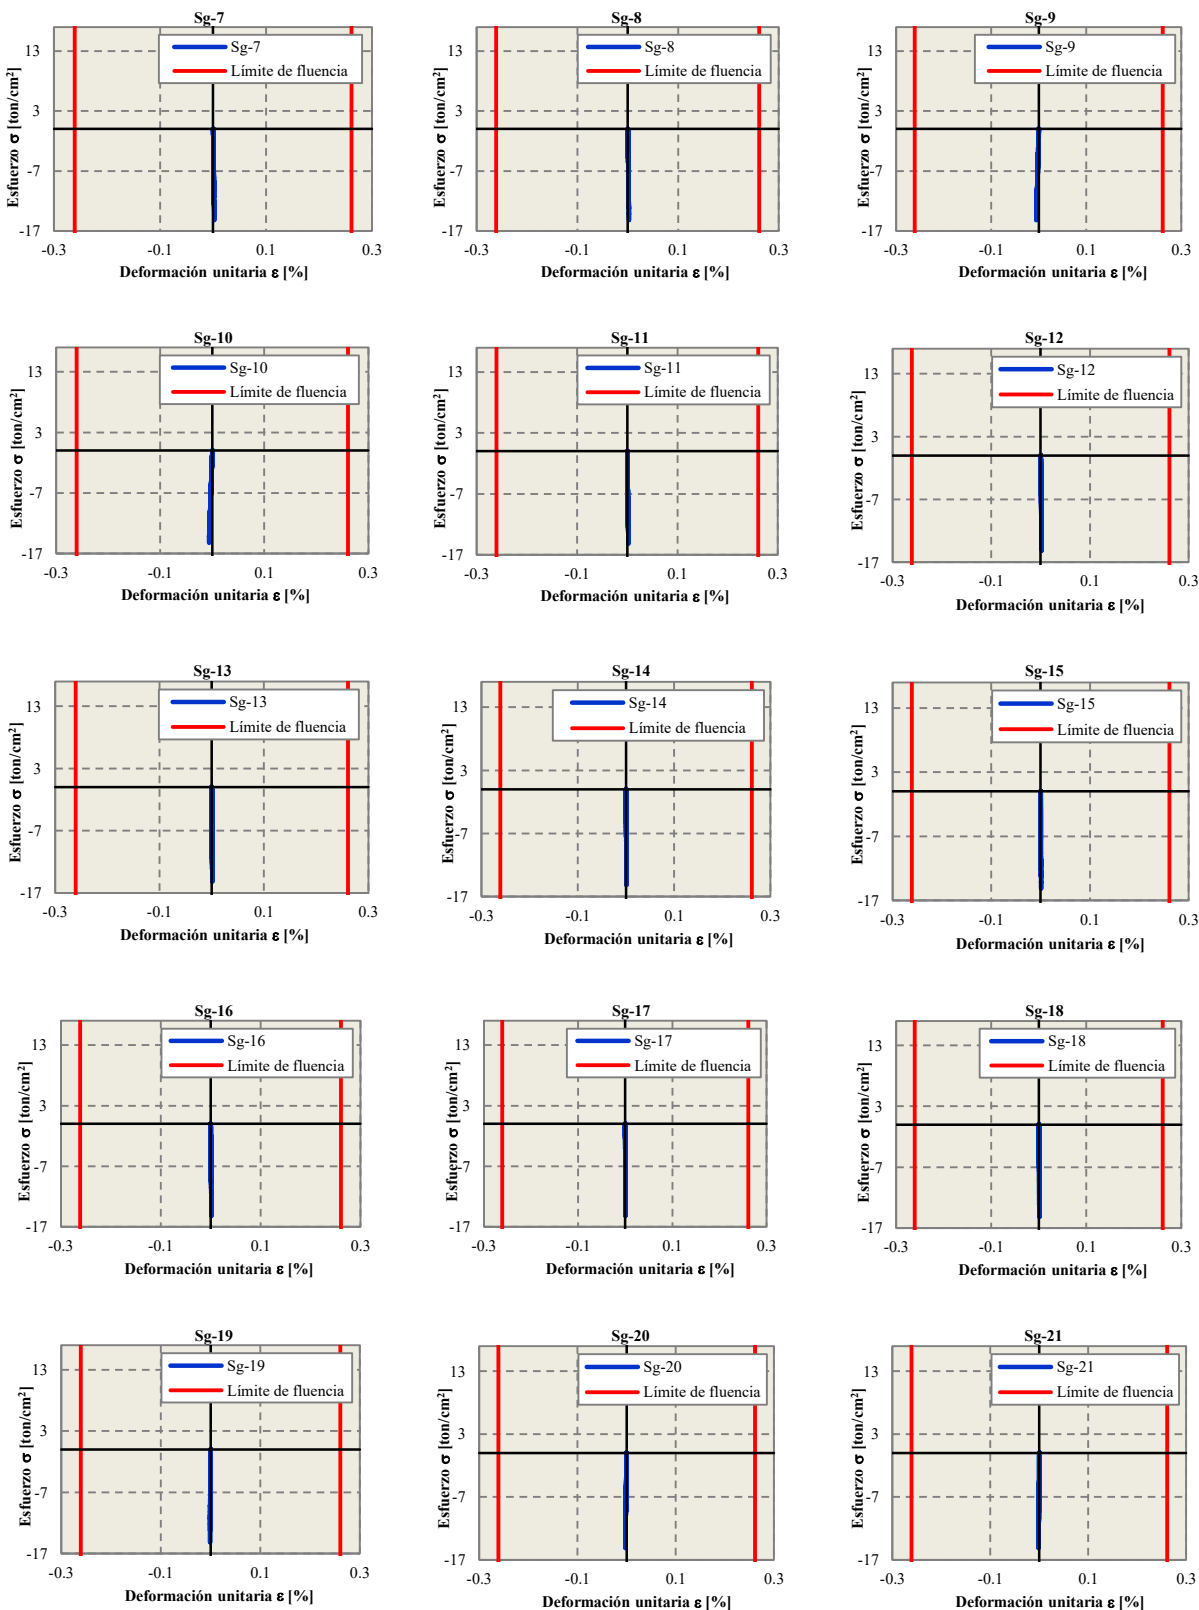 Sg-7
Sg-8
Sg-9
Esfuerzo σ [ton/cm²]
13
3
-7
-17
Sg-7
Límite de fluencia
-0.3
-0.1
0.1
0.3
Deformación unitaria ε [%]
Esfuerzo σ [ton/cm²]
13
3
-7
-17
Sg-8
Límite de fluencia
-0.3
-0.1
0.1
0.3
Deformación unitaria ε [%]
Esfuerzo σ [ton/cm²]
13
3
-7
-17
Sg-9
Límite de fluencia
-0.3
-0.1
0.1
0.3
Deformación unitaria ε [%]
Sg-10
Sg-11
Sg-12
Esfuerzo σ [ton/cm²]
13
3
-7
-17
Sg-10
Límite de fluencia
-0.3
-0.1
0.1
0.3
Deformación unitaria ε [%]
Esfuerzo σ [ton/cm²]
13
3
-7
-17
Sg-11
Límite de fluencia
-0.3
-0.1
0.1
0.3
Deformación unitaria ε [%]
Esfuerzo σ [ton/cm²]
13
3
-7
-17
Sg-12
Límite de fluencia
-0.3
-0.1
0.1
0.3
Deformación unitaria ε [%]
Sg-13
Sg-14
Sg-15
Esfuerzo σ [ton/cm²]
13
3
-7
-17
Sg-13
Límite de fluencia
-0.3
-0.1
0.1
0.3
Deformación unitaria ε [%]
Esfuerzo σ [ton/cm²]
13
3
-7
-17
Sg-14
Límite de fluencia
-0.3
-0.1
0.1
0.3
Deformación unitaria ε [%]
Esfuerzo σ [ton/cm²]
13
3
-7
-17
Sg-15
Límite de fluencia
-0.3
-0.1
0.1
0.3
Deformación unitaria ε [%]
Sg-16
Sg-17
Sg-18
Esfuerzo σ [ton/cm²]
13
3
-7
-17
Sg-16
Límite de fluencia
-0.3
-0.1
0.1
0.3
Deformación unitaria ε [%]
Esfuerzo σ [ton/cm²]
13
3
-7
-17
Sg-17
Límite de fluencia
-0.3
-0.1
0.1
0.3
Deformación unitaria ε [%]
Esfuerzo σ [ton/cm²]
13
3
-7
-17
Sg-18
Límite de fluencia
-0.3
-0.1
0.1
0.3
Deformación unitaria ε [%]
Sg-19
Sg-20
Sg-21
Esfuerzo σ [ton/cm²]
13
3
-7
-17
Sg-19
Límite de fluencia
-0.3
-0.1
0.1
0.3
Deformación unitaria ε [%]
Esfuerzo σ [ton/cm²]
13
3
-7
-17
Sg-20
Límite de fluencia
-0.3
-0.1
0.1
0.3
Deformación unitaria ε [%]
Esfuerzo σ [ton/cm²]
13
3
-7
-17
Sg-21
Límite de fluencia
-0.3
-0.1
0.1
0.3
Deformación unitaria ε [%]